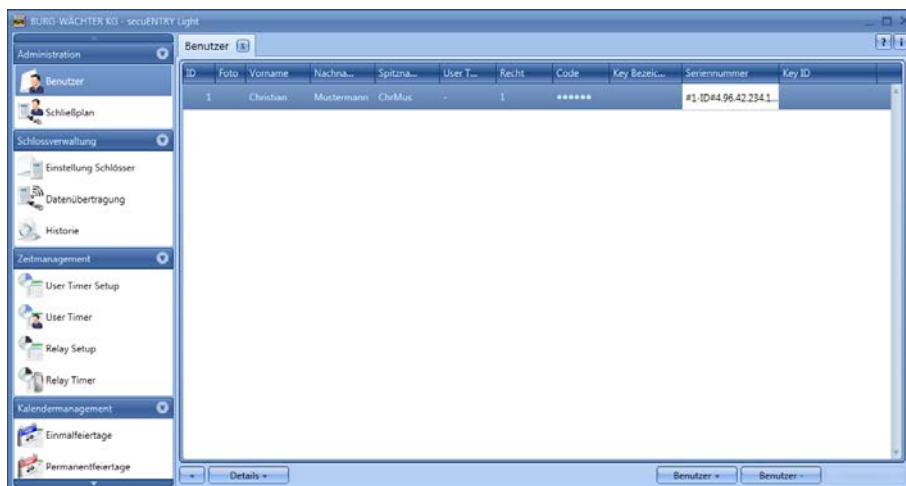 BURG-WÄCHTER KG - secuENTRY Light
Administration
Benutzer
Schließplan
Schlossverwaltung
Einstellung Schlösser
Datenübertragung
Historie
Zeitmanagement
User Timer Setup
User Timer
Relay Setup
Relay Timer
Kalendermanagement
Einmalfeiertage
Permanentfeiertage
Benutzer x
? i
ID Foto Vorname Nachna... Spitzna... User T... Recht Code Key Bezeic... Seriennummer Key ID
1 Christian Mustermann ChrMus - 1 ****** #1-ID#4.96.42.234.1...
Details +
Benutzer + Benutzer -